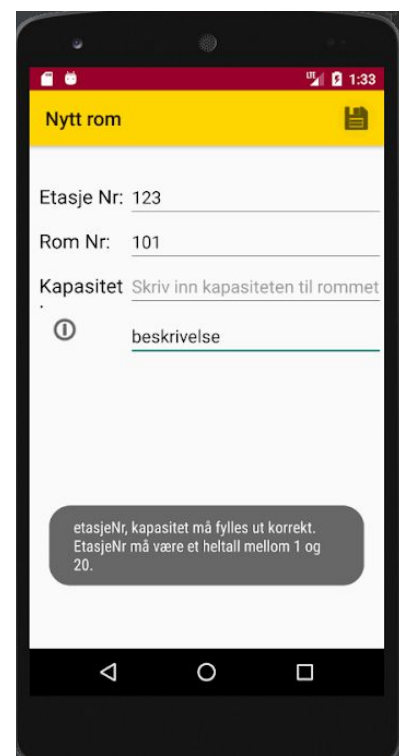 LTE 1:33
Nytt rom
Etasje Nr: 123
Rom Nr: 101
Kapasitet Skriv inn kapasiteten til rommet
:
beskrivelse
etasjeNr, kapasitet må fylles ut korrekt.
EtasjeNr må være et heltall mellom 1 og
20.